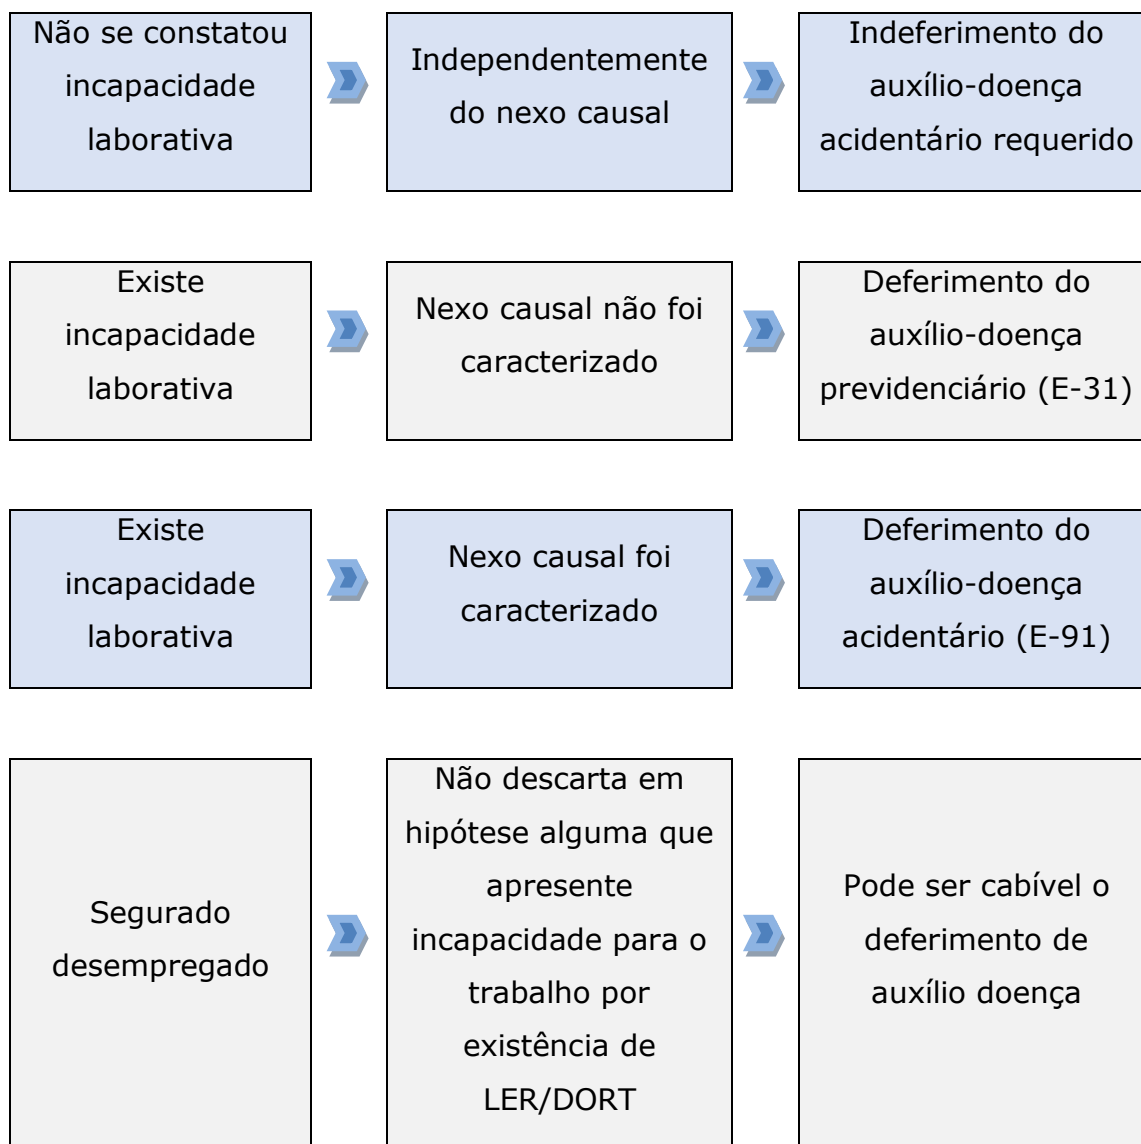 Não se constatou
incapacidade
laborativa
Independentemente
do nexo causal
Indeferimento do
auxílio-doença
acidentário requerido
Existe
incapacidade
laborativa
Nexo causal não foi
caracterizado
Deferimento do
auxílio-doença
previdenciário (E-31)
Existe
incapacidade
laborativa
Nexo causal foi
caracterizado
Deferimento do
auxílio-doença
acidentário (E-91)
Segurado
desempregado
Não descarta em
hipótese alguma que
apresente
incapacidade para o
trabalho por
existência de
LER/DORT
Pode ser cabível o
deferimento de
auxílio doença